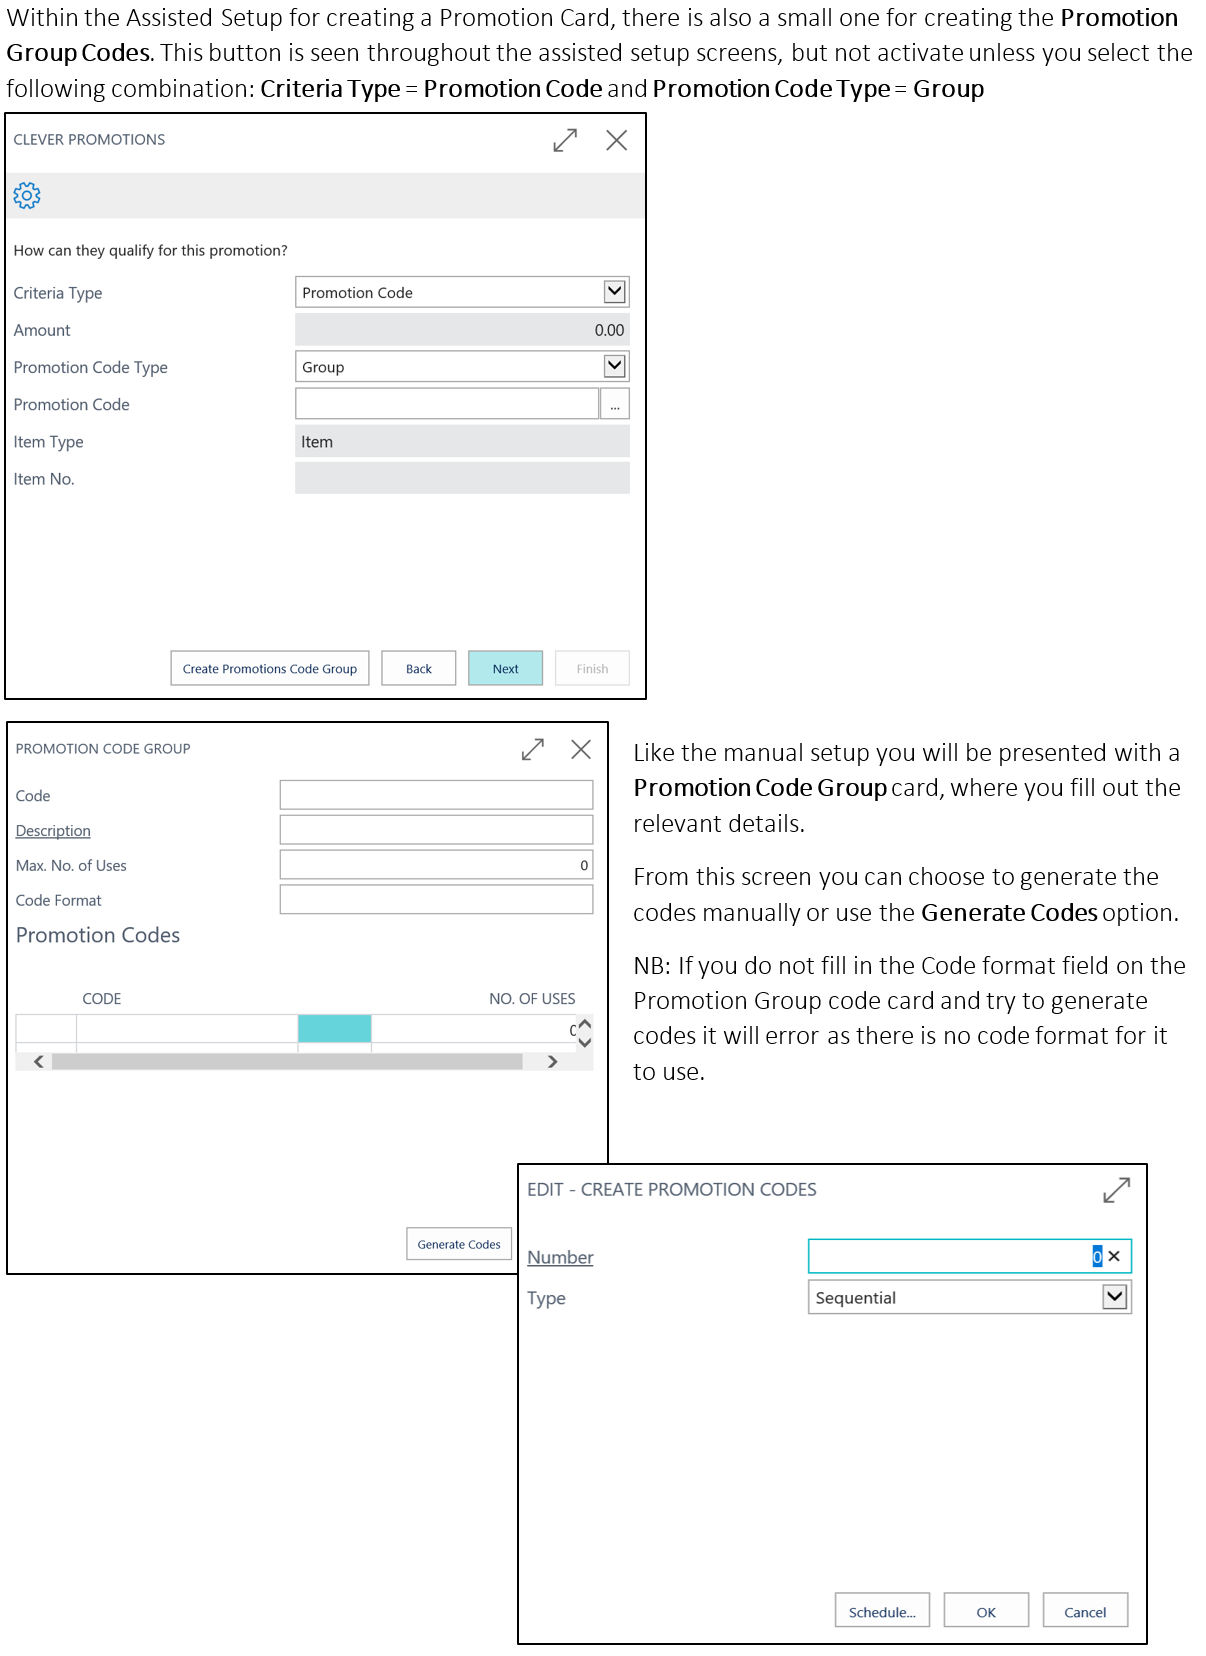 Within the Assisted Setup for creating a Promotion Card, there is also a small one for creating the Promotion
Group Codes. This button is seen throughout the assisted setup screens, but not activate unless you select the
following combination: Criteria Type = Promotion Code and Promotion Code Type = Group
CLEVER PROMOTIONS
How can they qualify for this promotion?
Criteria Type Promotion Code
Amount 0.00
Promotion Code Type Group
Promotion Code ...
Item Type Item
Item No.
Create Promotions Code Group Back Next Finish
PROMOTION CODE GROUP
Code
Description
Max. No. of Uses 0
Code Format
Promotion Codes
CODE NO. OF USES
0
Generate Codes
Like the manual setup you will be presented with a
Promotion Code Group card, where you fill out the
relevant details.
From this screen you can choose to generate the
codes manually or use the Generate Codes option.
NB: If you do not fill in the Code format field on the
Promotion Group code card and try to generate
codes it will error as there is no code format for it
to use.
EDIT - CREATE PROMOTION CODES
Number 0
Type Sequential
Schedule... OK Cancel